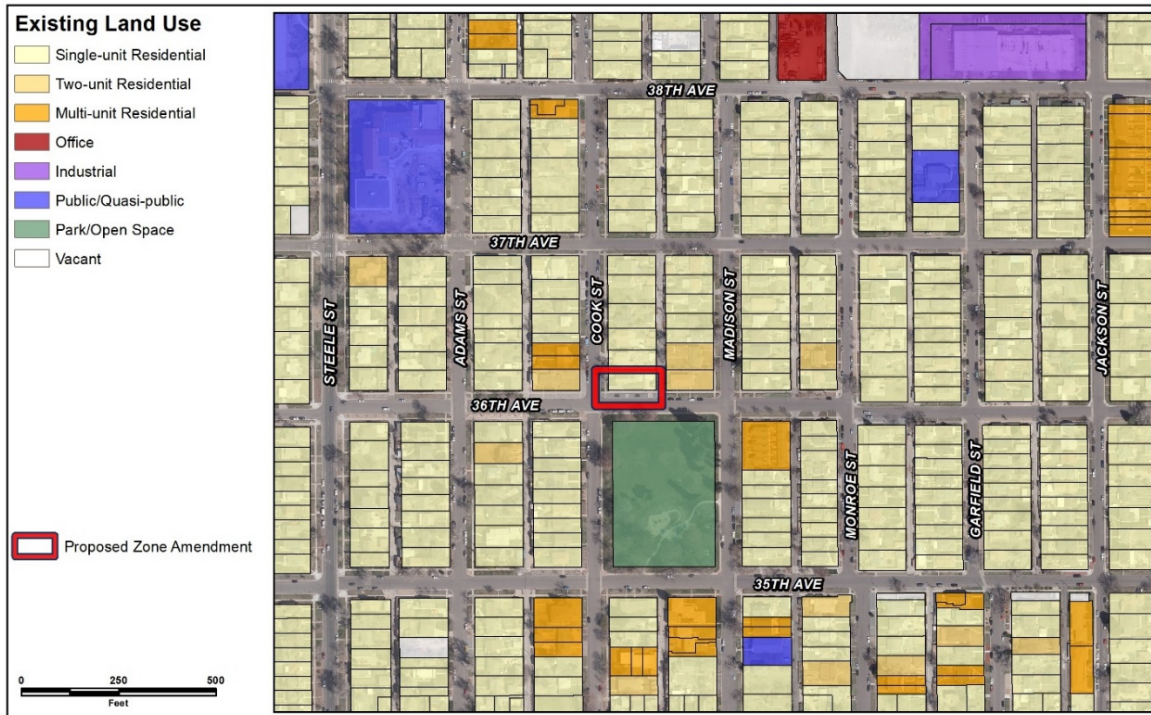 Existing Land Use
Single-unit Residential
Two-unit Residential
Multi-unit Residential
Office
Industrial
Public/Quasi-public
Park/Open Space
Vacant
Proposed Zone Amendment
0 250 500
Feet
38TH AVE
37TH AVE
STEELE ST
ADAMS ST
COOK ST
MADISON ST
JACKSON ST
36TH AVE
MONROE ST
GARFIELD ST
35TH AVE